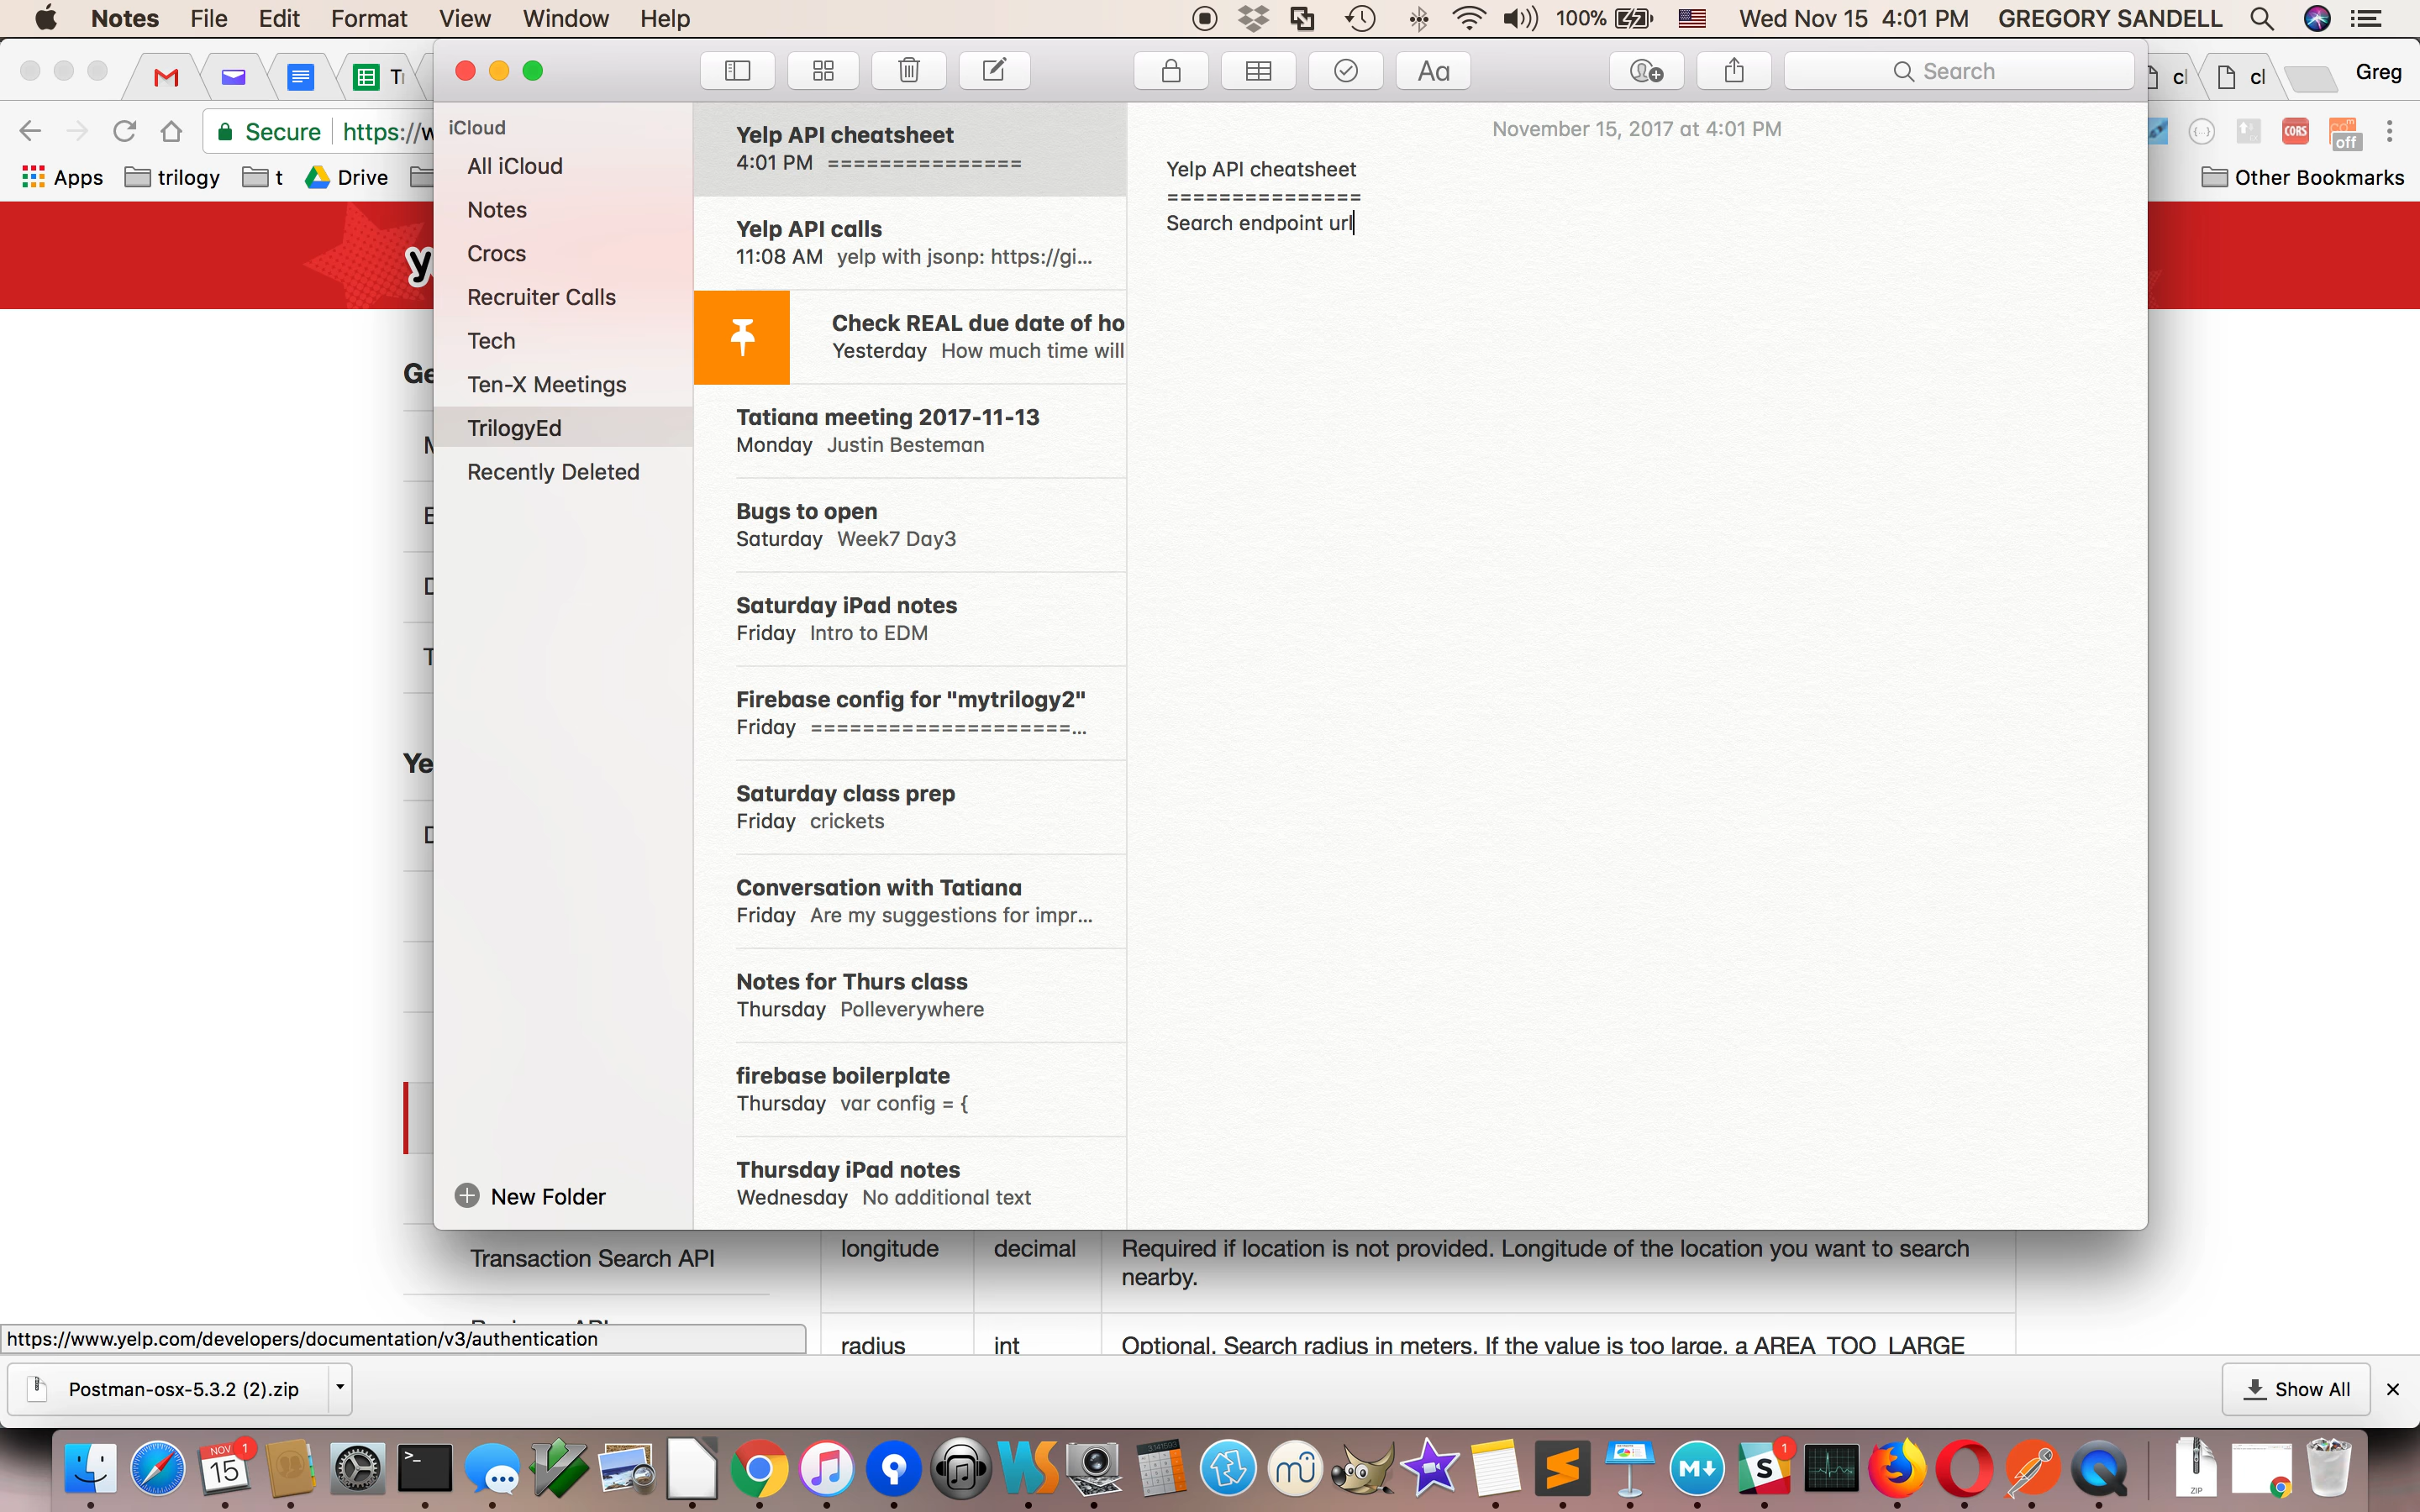 Notes File Edit Format View Window Help
100% Wed Nov 15 4:01 PM GREGORY SANDELL
Greg
Secure https://w
CORS
off
Apps trilogy t Drive
Other Bookmarks
Search
Aa
iCloud
All iCloud
Notes
Crocs
Recruiter Calls
Tech
Ten-X Meetings
TrilogyEd
Recently Deleted
New Folder
Yelp API cheatsheet
4:01 PM ===============
Yelp API calls
11:08 AM yelp with jsonp: https://gi...
Check REAL due date of ho
Yesterday How much time will
Tatiana meeting 2017-11-13
Monday Justin Besteman
Bugs to open
Saturday Week7 Day3
Saturday iPad notes
Friday Intro to EDM
Firebase config for "mytrilogy2"
Friday ====================...
Saturday class prep
Friday crickets
Conversation with Tatiana
Friday Are my suggestions for impr...
Notes for Thurs class
Thursday Polleverywhere
firebase boilerplate
Thursday var config = {
Thursday iPad notes
Wednesday No additional text
November 15, 2017 at 4:01 PM
Yelp API cheatsheet
===============
Search endpoint url
Ge
Ye
Transaction Search API
longitude decimal Required if location is not provided. Longitude of the location you want to search
nearby.
radius int Optional. Search radius in meters. If the value is too large, a AREA_TOO_LARGE
https://www.yelp.com/developers/documentation/v3/authentication
Postman-osx-5.3.2 (2).zip
Show All
NOV 1
15
1
ZIP